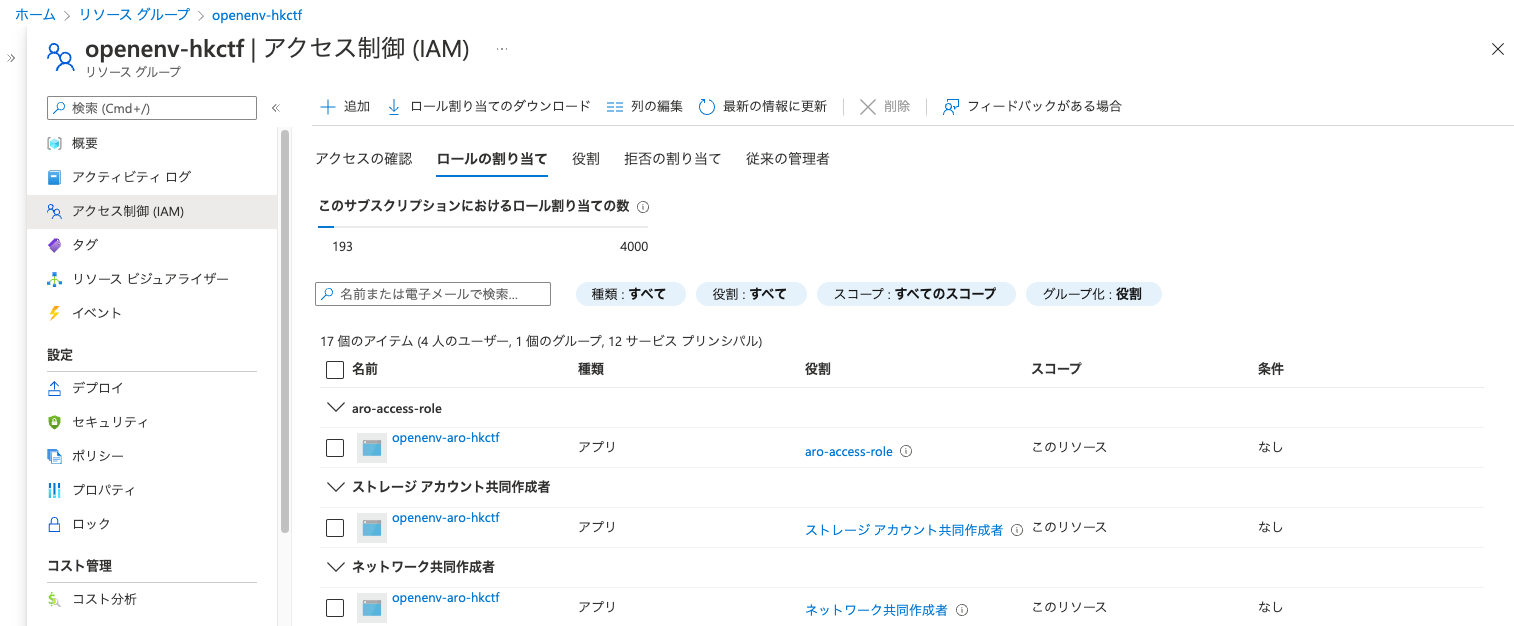 ホーム > リソース グループ > openenv-hkctf
openenv-hkctf | アクセス制御 (IAM) ...
リソース グループ
検索 (Cmd+/)
概要
アクティビティ ログ
アクセス制御 (IAM)
タグ
リソース ビジュアライザー
イベント
設定
デプロイ
セキュリティ
ポリシー
プロパティ
ロック
コスト管理
コスト分析
追加 ロール割り当てのダウンロード 列の編集 最新の情報に更新 削除 フィードバックがある場合
アクセスの確認 ロールの割り当て 役割 拒否の割り当て 従来の管理者
このサブスクリプションにおけるロール割り当ての数
193 4000
名前または電子メールで検索... 種類 : すべて 役割 : すべて スコープ : すべてのスコープ グループ化 : 役割
17 個のアイテム (4 人のユーザー, 1 個のグループ, 12 サービス プリンシパル)
名前 種類 役割 スコープ 条件
aro-access-role
openenv-aro-hkctf アプリ aro-access-role このリソース なし
ストレージ アカウント共同作成者
openenv-aro-hkctf アプリ ストレージ アカウント共同作成者 このリソース なし
ネットワーク共同作成者
openenv-aro-hkctf アプリ ネットワーク共同作成者 このリソース なし